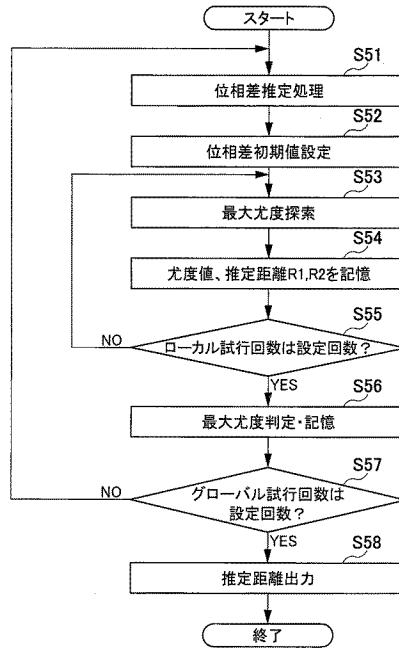 スタート
S51
位相差推定処理
S52
位相差初期値設定
S53
最大尤度探索
S54
尤度値、推定距離R1,R2を記憶
S55
ローカル試行回数は設定回数？
NO
YES
S56
最大尤度判定・記憶
S57
グローバル試行回数は
設定回数？
NO
YES
S58
推定距離出力
終了